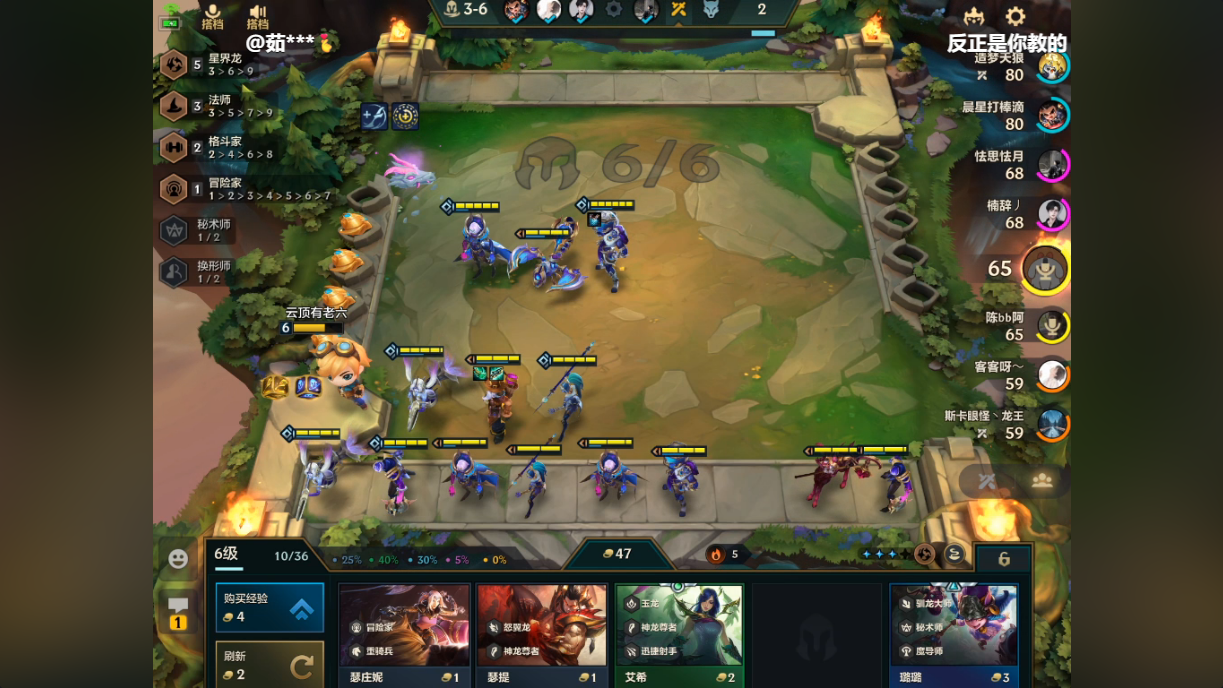 搭档
搭档
@茹***
3-6
2
反正是你教的
5
星界龙
3 > 6 > 9
3
法师
3 > 5 > 7 > 9
2
格斗家
2 > 4 > 6 > 8
1
冒险家
1 > 2 > 3 > 4 > 5 > 6 > 7
秘术师
1 / 2
换形师
1 / 2
6/6
造梦天狼
80
晨星打棒滴
80
怯思怯月
68
楠辞丿
68
65
陈bb阿
65
客客呀～
59
斯卡眼怪丶龙王
59
云顶有老六
6
6级
10/36
25%
40%
30%
5%
0%
47
5
6
购买经验
4
刷新
2
1
冒险家
重骑兵
瑟庄妮
1
怒翼龙
神龙尊者
瑟提
1
玉龙
神龙尊者
迅捷射手
艾希
2
驯龙大师
秘术师
魔导师
璐璐
3